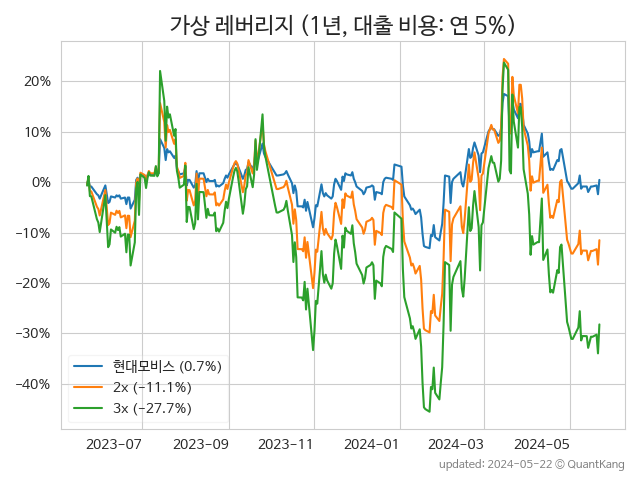 가상 레버리지 (1년, 대출 비용: 연 5%)
20%
10%
0%
−10%
−20%
−30%
−40%
현대모비스 (0.7%)
2x (−11.1%)
3x (−27.7%)
2023-07
2023-09
2023-11
2024-01
2024-03
2024-05
updated: 2024-05-22 © QuantKang